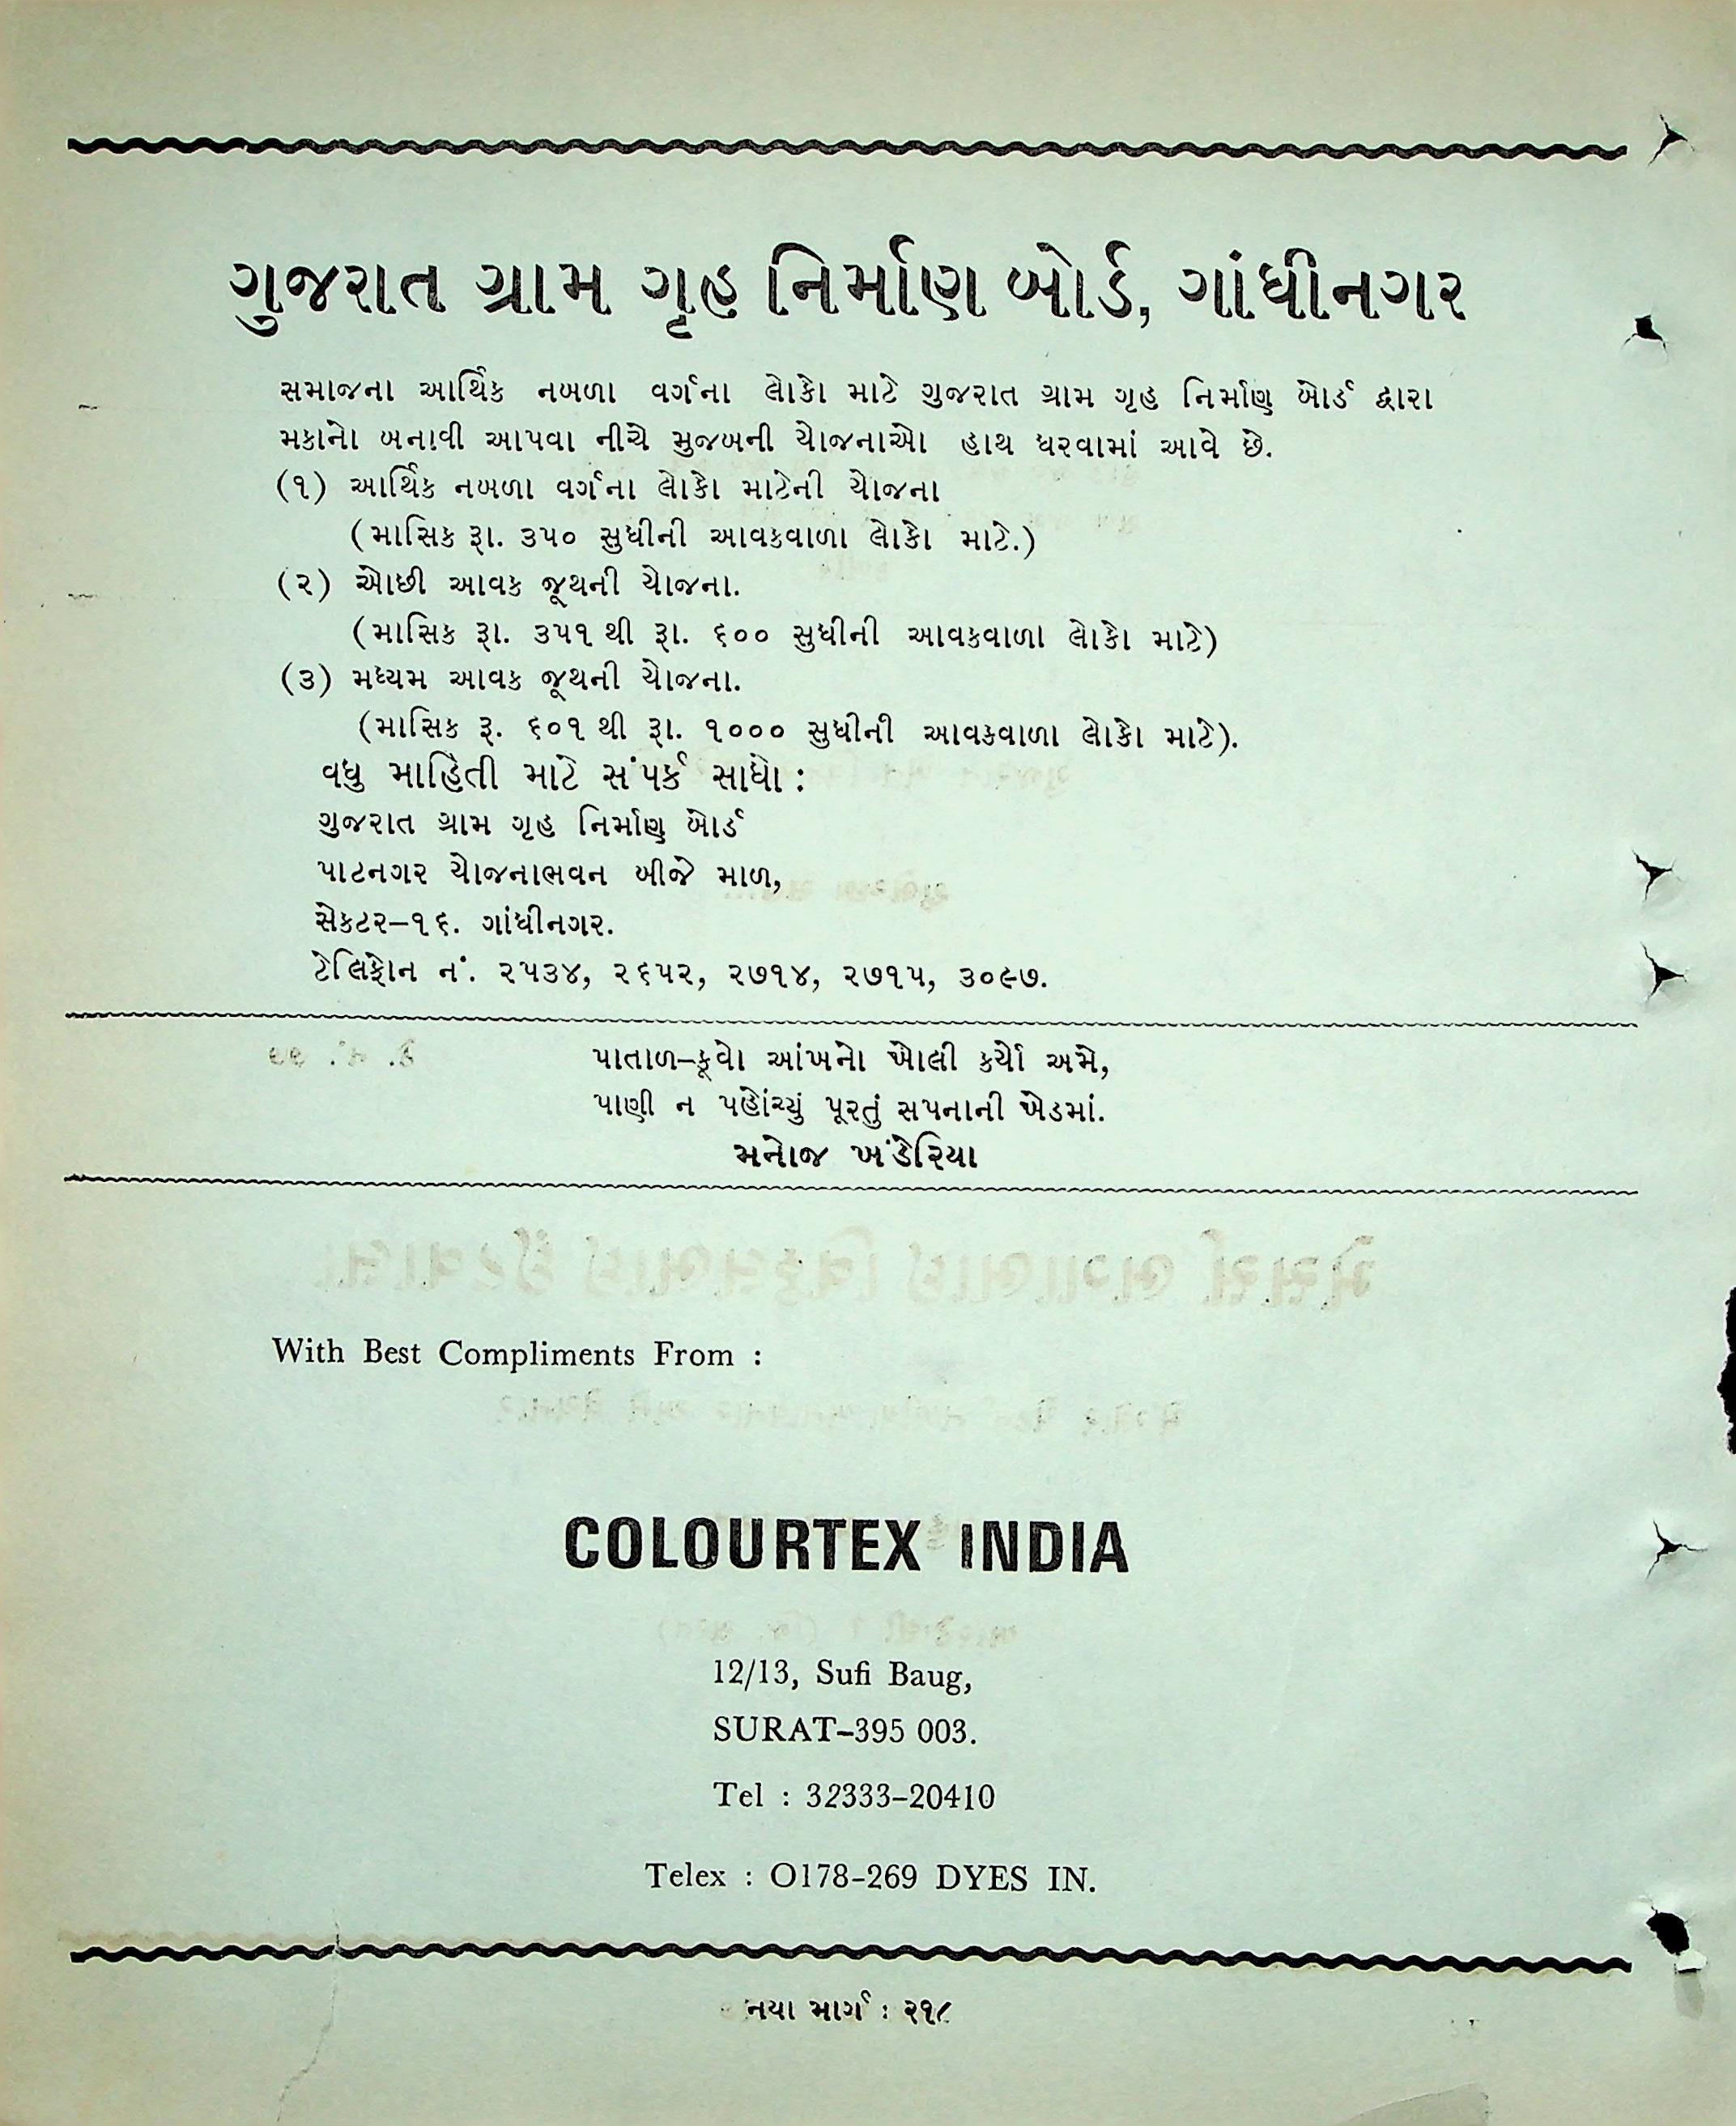 ગુજરાત ગ્રામ ગૃહ નિર્માણ બોર્ડ, ગાંધીનગર
સમાજના આર્થિક નબળા વર્ગના લોકો માટે ગુજરાત ગ્રામ ગૃહ નિર્માણ બોર્ડ દ્વારા
મકાનો બનાવી આપવા નીચે મુજબની યોજનાઓ હાથ ધરવામાં આવે છે.
(૧) આર્થિક નબળા વર્ગના લોકો માટેની યોજના
(માસિક રૂા. ૩૫૦ સુધીની આવકવાળા લોકો માટે.)
(૨) ઓછી આવક જૂથની યોજના.
(માસિક રૂા. ૩૫૧ થી રૂા. ૬૦૦ સુધીની આવકવાળા લોકો માટે)
(૩) મધ્યમ આવક જૂથની યોજના.
(માસિક રૂ. ૬૦૧ થી રૂા. ૧૦૦૦ સુધીની આવકવાળા લોકો માટે).
વધુ માહિતી માટે સંપર્ક સાધો :
ગુજરાત ગ્રામ ગૃહ નિર્માણ બોર્ડ
પાટનગર યોજનાભવન બીજે માળ,
સેકટર–૧૬. ગાંધીનગર.
ટેલિફોન નં. ૨૫૩૪, ૨૬૫૨, ૨૭૧૪, ૨૭૧૫, ૩૦૯૭.
પાતાળ–કૂવો આંખનો ખોલી કર્યો અમે,
પાણી ન પહોંચ્યું પૂરતું સપનાની ખેડમાં.
મનોજ ખંડેરિયા
With Best Compliments From :
COLOURTEX INDIA
12/13, Sufi Baug,
SURAT–395 003.
Tel : 32333–20410
Telex : O178–269 DYES IN.
નયા માર્ગ : ૨૧૮